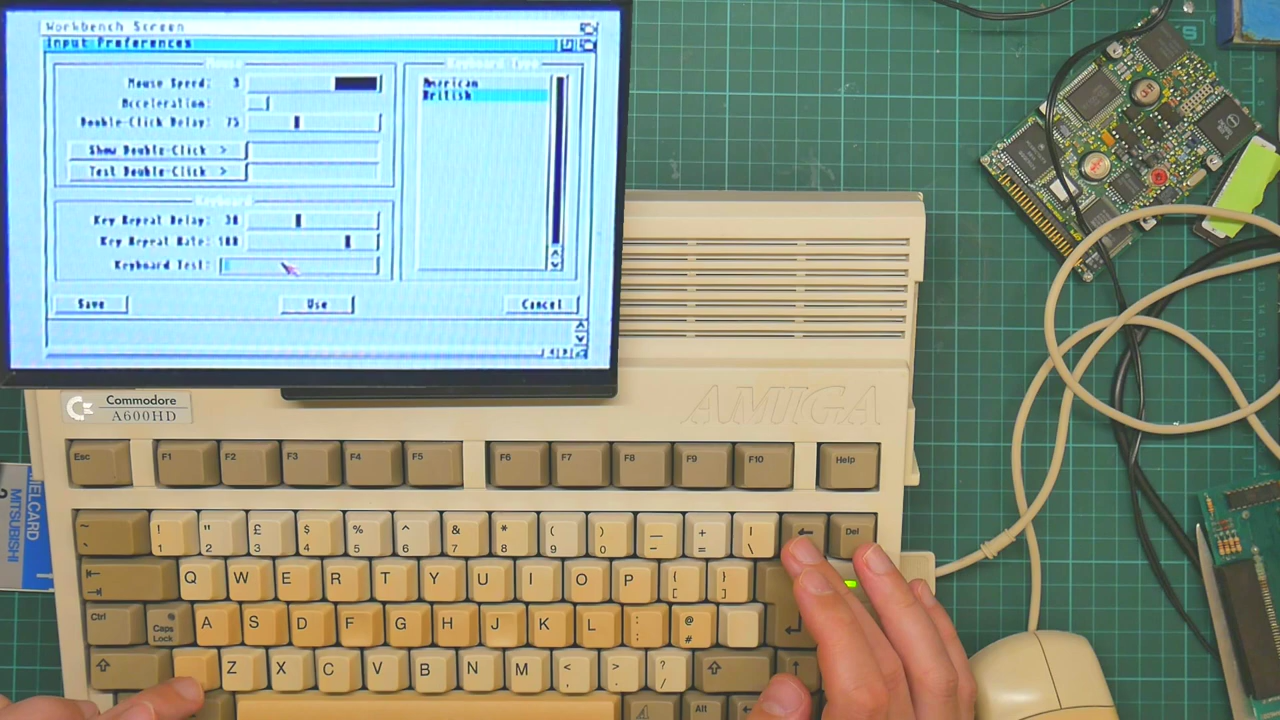 Workbench Screen
Input Preferences
Mouse
Mouse Speed: 3
Acceleration:
Double-Click Delay: 75
Show Double-Click >
Test Double-Click >
Keyboard
Key Repeat Delay: 38
Key Repeat Rate: 188
Keyboard Test:
Keyboard Type
American
British
Save
Use
Cancel
Commodore
A600HD
AMIGA
Esc F1 F2 F3 F4 F5 F6 F7 F8 F9 F10 Help
~ ! " £ $ % ^ & * ( ) — + |
` 1 2 3 4 5 6 7 8 9 0 - = \ ← Del
Q W E R T Y U I O P { }
[ ]
Ctrl Caps Lock A S D F G H J K L : @
; #
Z X C V B N M < > ?
, . /
A Alt
MITSUBISHI
MELCARD